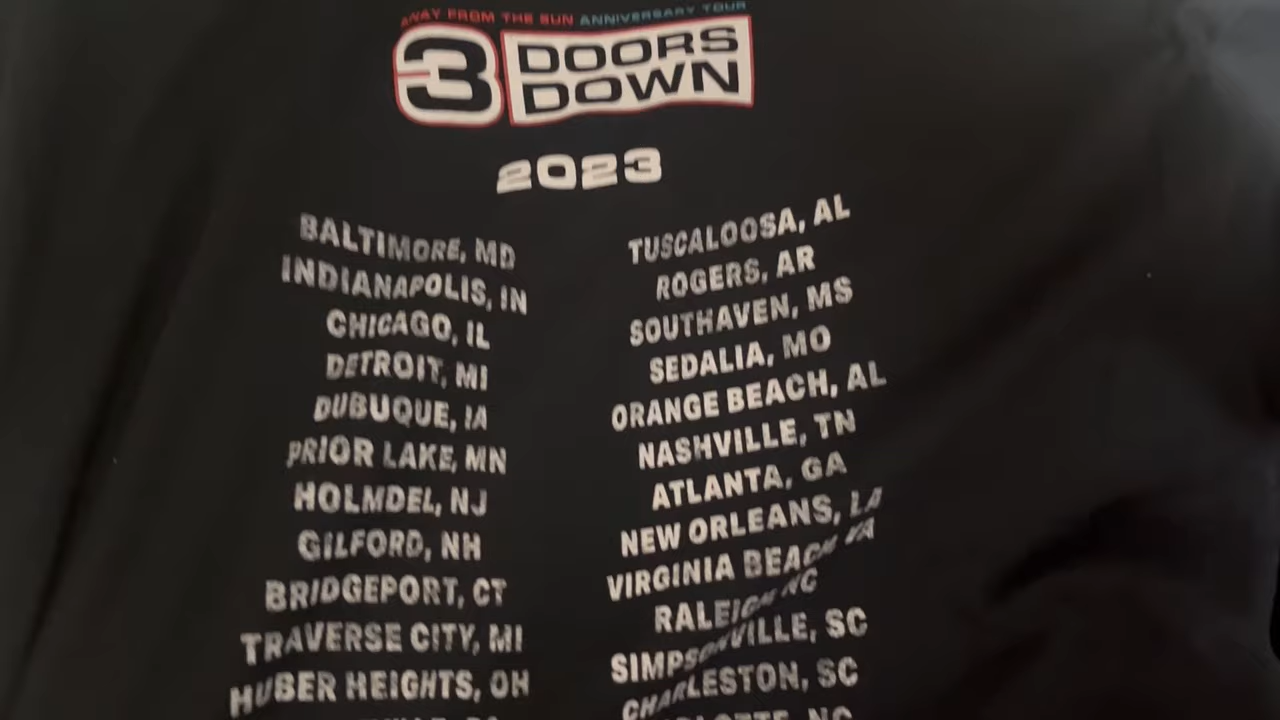 AWAY FROM THE SUN ANNIVERSARY TOUR
3 DOORS DOWN
2023
BALTIMORE, MD
INDIANAPOLIS, IN
CHICAGO, IL
DETROIT, MI
DUBUQUE, IA
PRIOR LAKE, MN
HOLMDEL, NJ
GILFORD, NH
BRIDGEPORT, CT
TRAVERSE CITY, MI
HUBER HEIGHTS, OH
TUSCALOOSA, AL
ROGERS, AR
SOUTHAVEN, MS
SEDALIA, MO
ORANGE BEACH, AL
NASHVILLE, TN
ATLANTA, GA
NEW ORLEANS, LA
VIRGINIA BEACH, VA
RALEIGH, NC
SIMPSONVILLE, SC
CHARLESTON, SC
NC